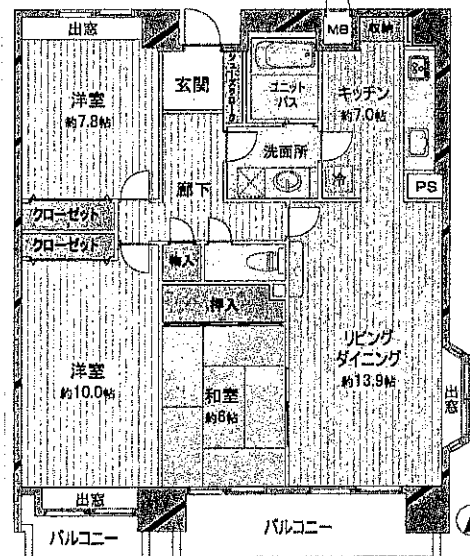 出窓
MB
収納
洋室
約7.8帖
玄関
シューズクローク
ユニット
バス
キッチン
約7.0帖
洗面所
廊下
冷
PS
クローゼット
クローゼット
物入
押入
洋室
約10.0帖
和室
約6帖
リビング
ダイニング
約13.9帖
出窓
出窓
バルコニー
バルコニー